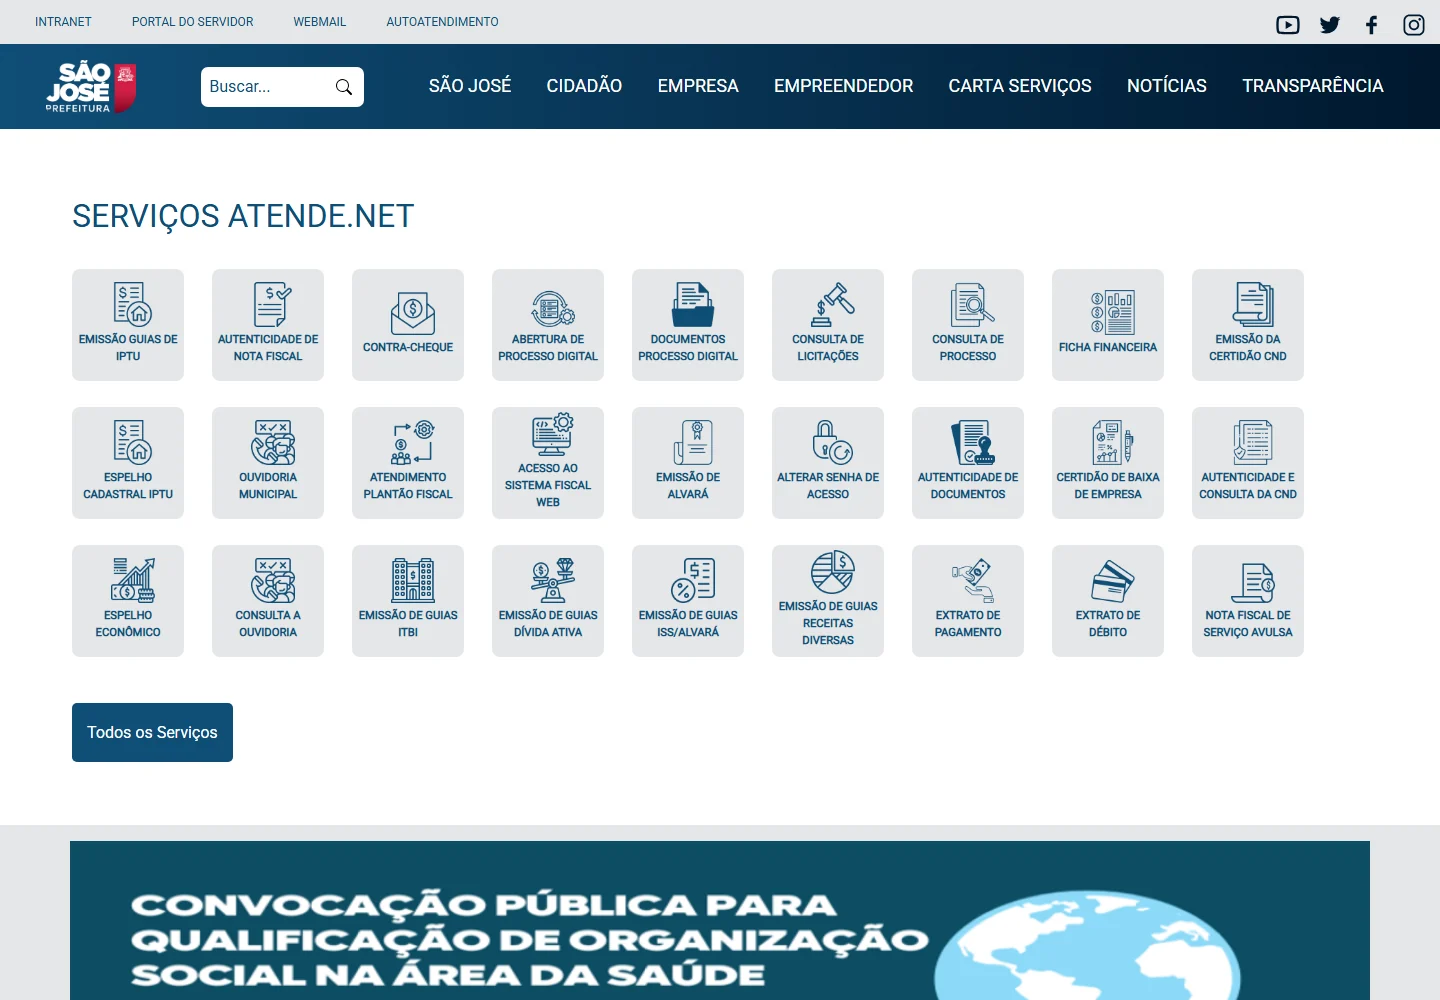 INTRANET PORTAL DO SERVIDOR WEBMAIL AUTOATENDIMENTO
SÃO JOSÉ PREFEITURA
Buscar...
SÃO JOSÉ CIDADÃO EMPRESA EMPREENDEDOR CARTA SERVIÇOS NOTÍCIAS TRANSPARÊNCIA
SERVIÇOS ATENDE.NET
EMISSÃO GUIAS DE
IPTU
AUTENTICIDADE DE
NOTA FISCAL
CONTRA-CHEQUE
ABERTURA DE
PROCESSO DIGITAL
DOCUMENTOS
PROCESSO DIGITAL
CONSULTA DE
LICITAÇÕES
CONSULTA DE
PROCESSO
FICHA FINANCEIRA
EMISSÃO DA
CERTIDÃO CND
ESPELHO
CADASTRAL IPTU
OUVIDORIA
MUNICIPAL
ATENDIMENTO
PLANTÃO FISCAL
ACESSO AO
SISTEMA FISCAL
WEB
EMISSÃO DE
ALVARÁ
ALTERAR SENHA DE
ACESSO
AUTENTICIDADE DE
DOCUMENTOS
CERTIDÃO DE BAIXA
DE EMPRESA
AUTENTICIDADE E
CONSULTA DA CND
ESPELHO
ECONÔMICO
CONSULTA A
OUVIDORIA
EMISSÃO DE GUIAS
ITBI
EMISSÃO DE GUIAS
DÍVIDA ATIVA
EMISSÃO DE GUIAS
ISS/ALVARÁ
EMISSÃO DE GUIAS
RECEITAS
DIVERSAS
EXTRATO DE
PAGAMENTO
EXTRATO DE
DÉBITO
NOTA FISCAL DE
SERVIÇO AVULSA
Todos os Serviços
CONVOCAÇÃO PÚBLICA PARA
QUALIFICAÇÃO DE ORGANIZAÇÃO
SOCIAL NA ÁREA DA SAÚDE